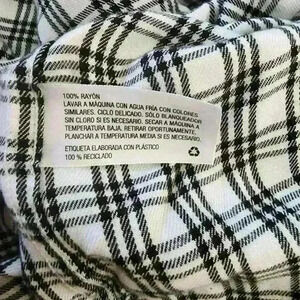 100% RAYÓN
LAVAR A MÁQUINA CON AGUA FRÍA CON COLORES
SIMILARES. CICLO DELICADO. SÓLO BLANQUEADOR
SIN CLORO SI ES NECESARIO. SECAR A MÁQUINA A
TEMPERATURA BAJA. RETIRAR OPORTUNAMENTE.
PLANCHAR A TEMPERATURA MEDIA SI ES NECESARIO.
ETIQUETA ELABORADA CON PLÁSTICO
100 % RECICLADO